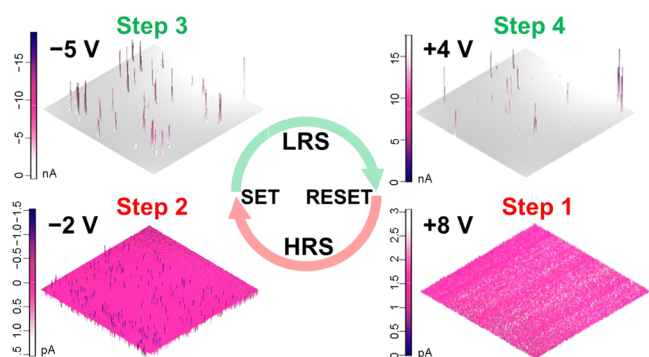 Step 3
−5 V
−15
−10
−5
0
nA
Step 4
+4 V
15
10
5
0
nA
LRS
SET
RESET
HRS
Step 2
−2 V
−1.5
−1.0
−0.5
0
0.5
1.0
pA
Step 1
+8 V
3
2.5
2
1.5
1
0.5
0
pA